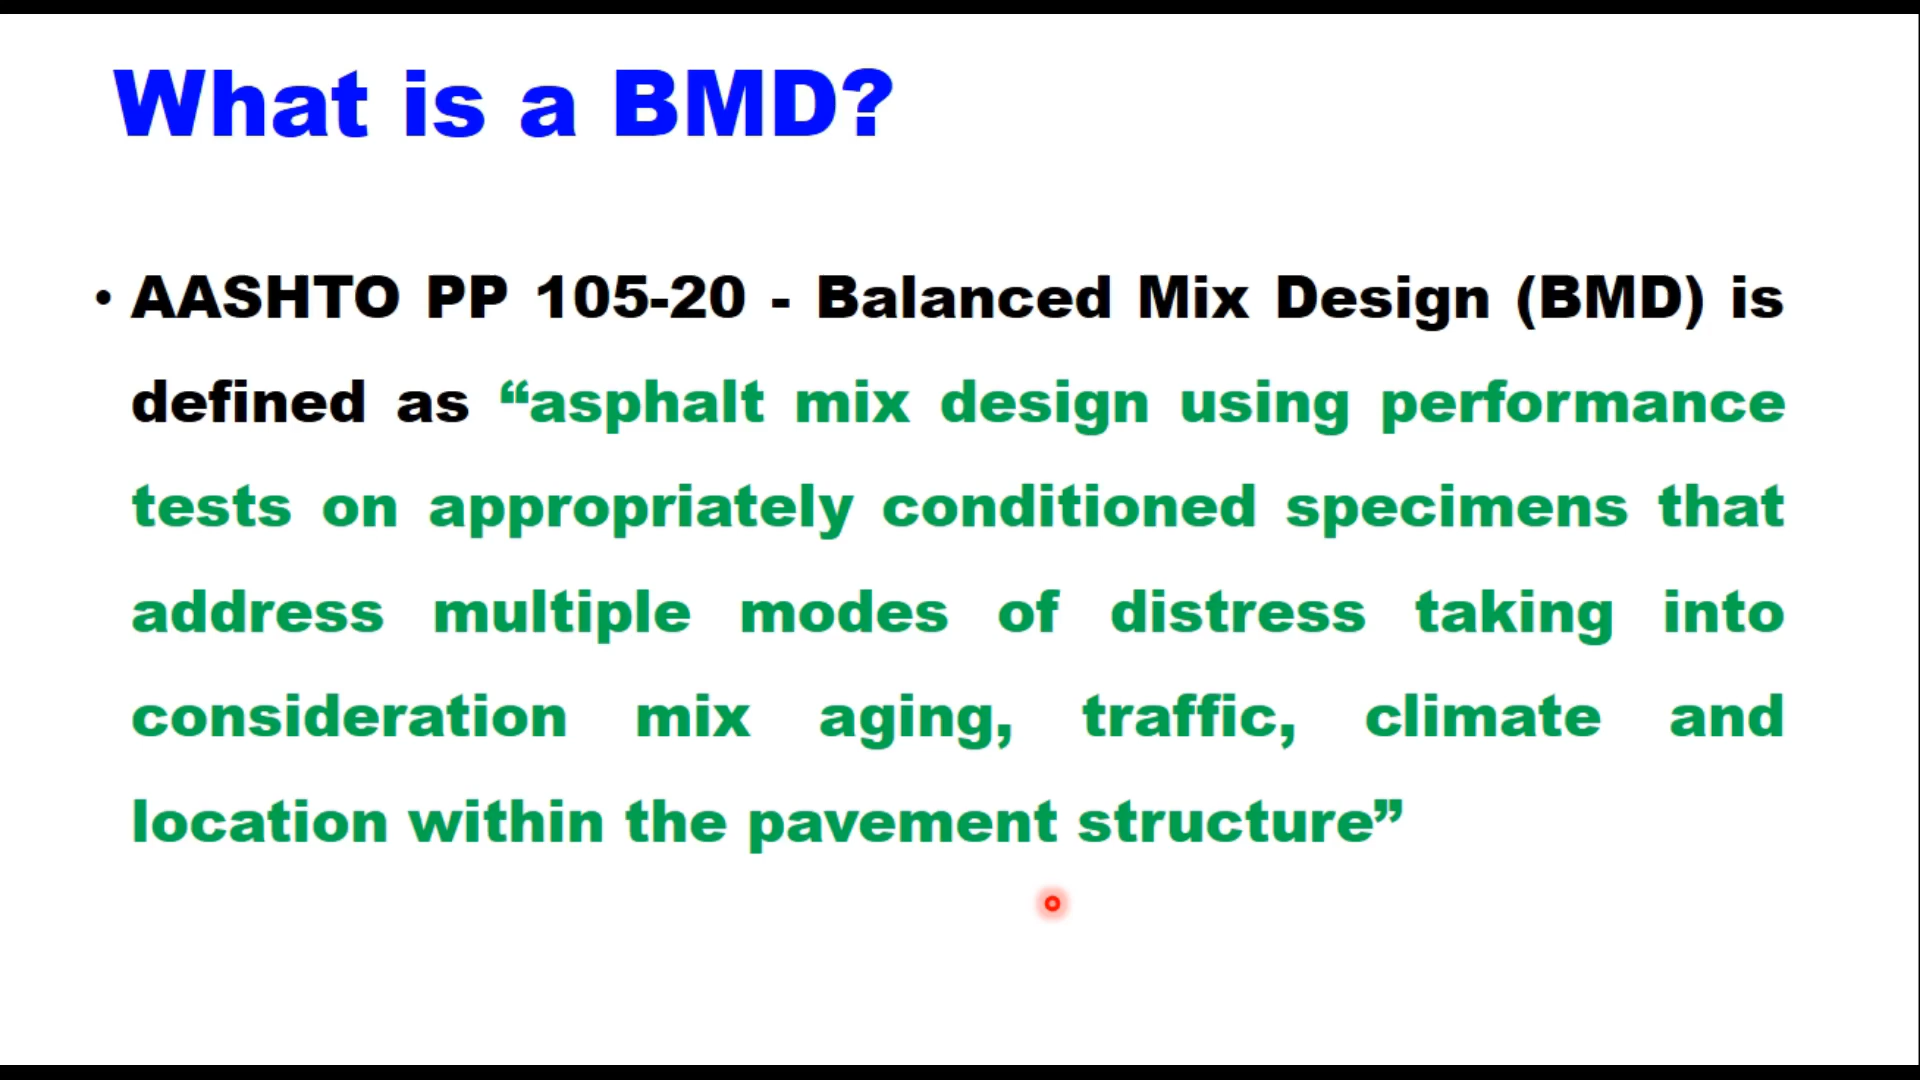 What is a BMD?
• AASHTO PP 105-20 - Balanced Mix Design (BMD) is
defined as “asphalt mix design using performance
tests on appropriately conditioned specimens that
address multiple modes of distress taking into
consideration mix aging, traffic, climate and
location within the pavement structure”